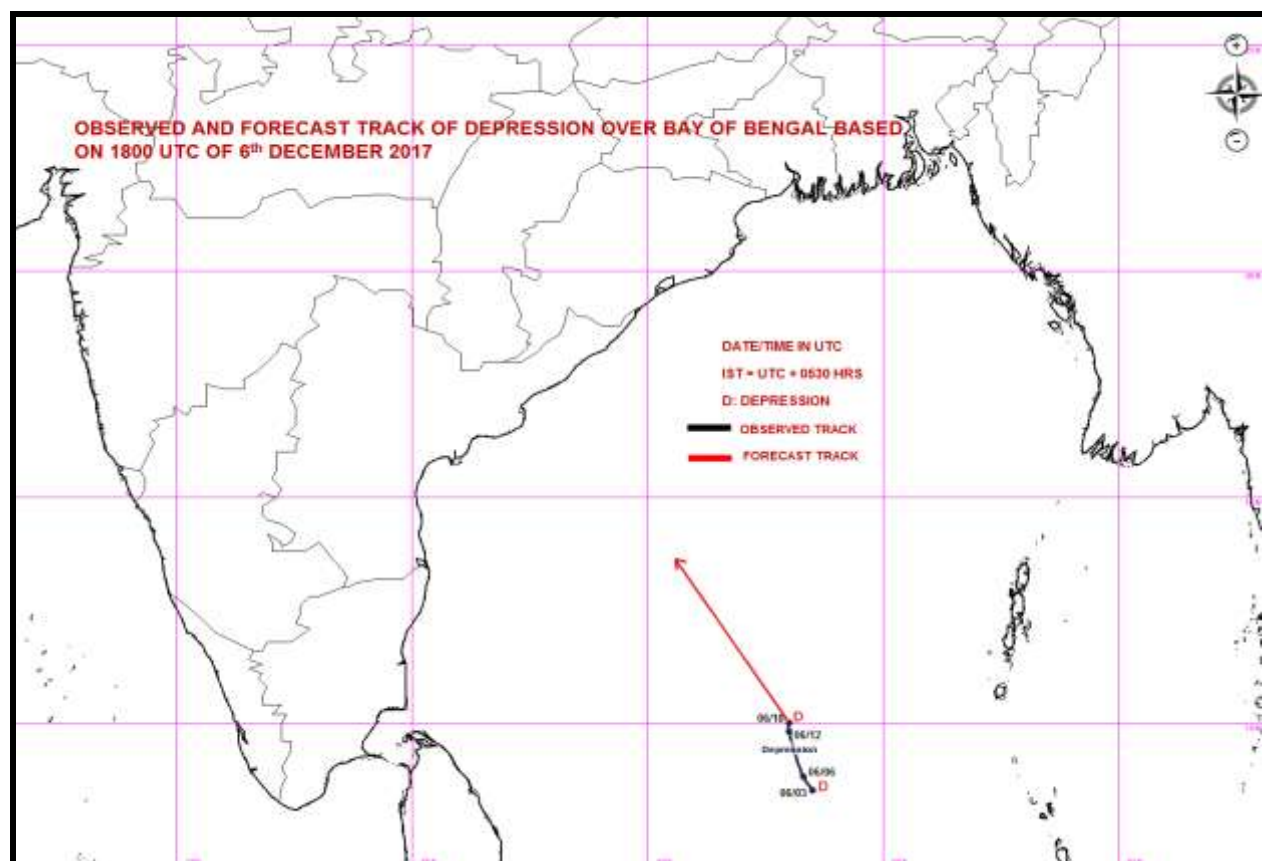 OBSERVED AND FORECAST TRACK OF DEPRESSION OVER BAY OF BENGAL BASED
ON 1800 UTC OF 6th DECEMBER 2017
DATE/TIME IN UTC
IST = UTC + 0530 HRS
D: DEPRESSION
OBSERVED TRACK
FORECAST TRACK
06/18 D
06/12
Depression
06/06
06/03 D